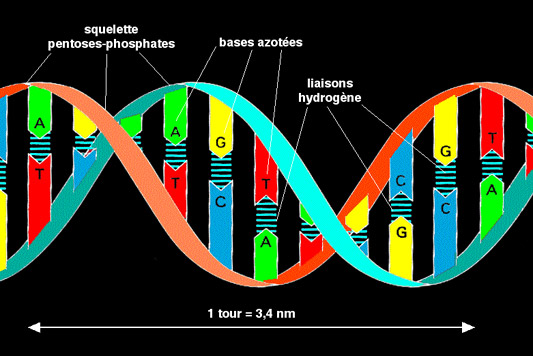 squelette
pentoses-phosphates
bases azotées
liaisons
hydrogène
A
T
A
T
G
C
T
A
C
G
G
C
T
A
1 tour = 3,4 nm